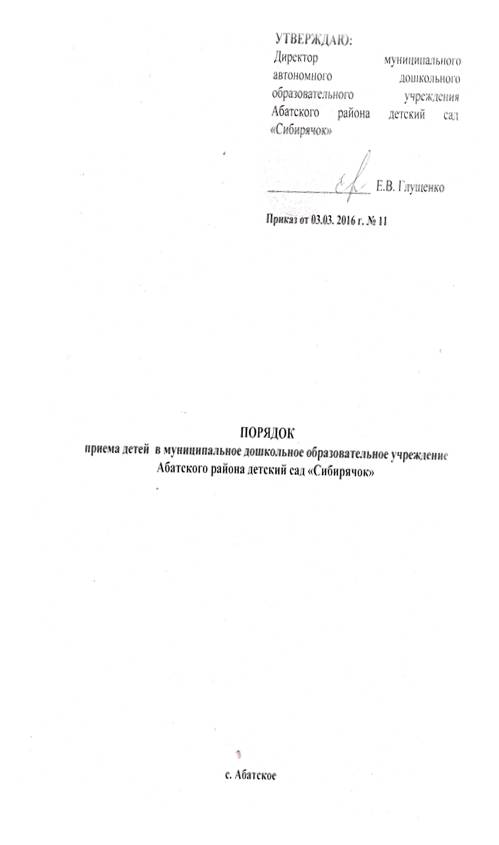 УТВЕРЖДАЮ:
Директор муниципального
автономного дошкольного
образовательного учреждения
Абатского района детский сад
«Сибирячок»
Е.В. Глущенко
Приказ от 03.03. 2016 г. № 11
ПОРЯДОК
приема детей в муниципальное дошкольное образовательное учреждение
Абатского района детский сад «Сибирячок»
с. Абатское